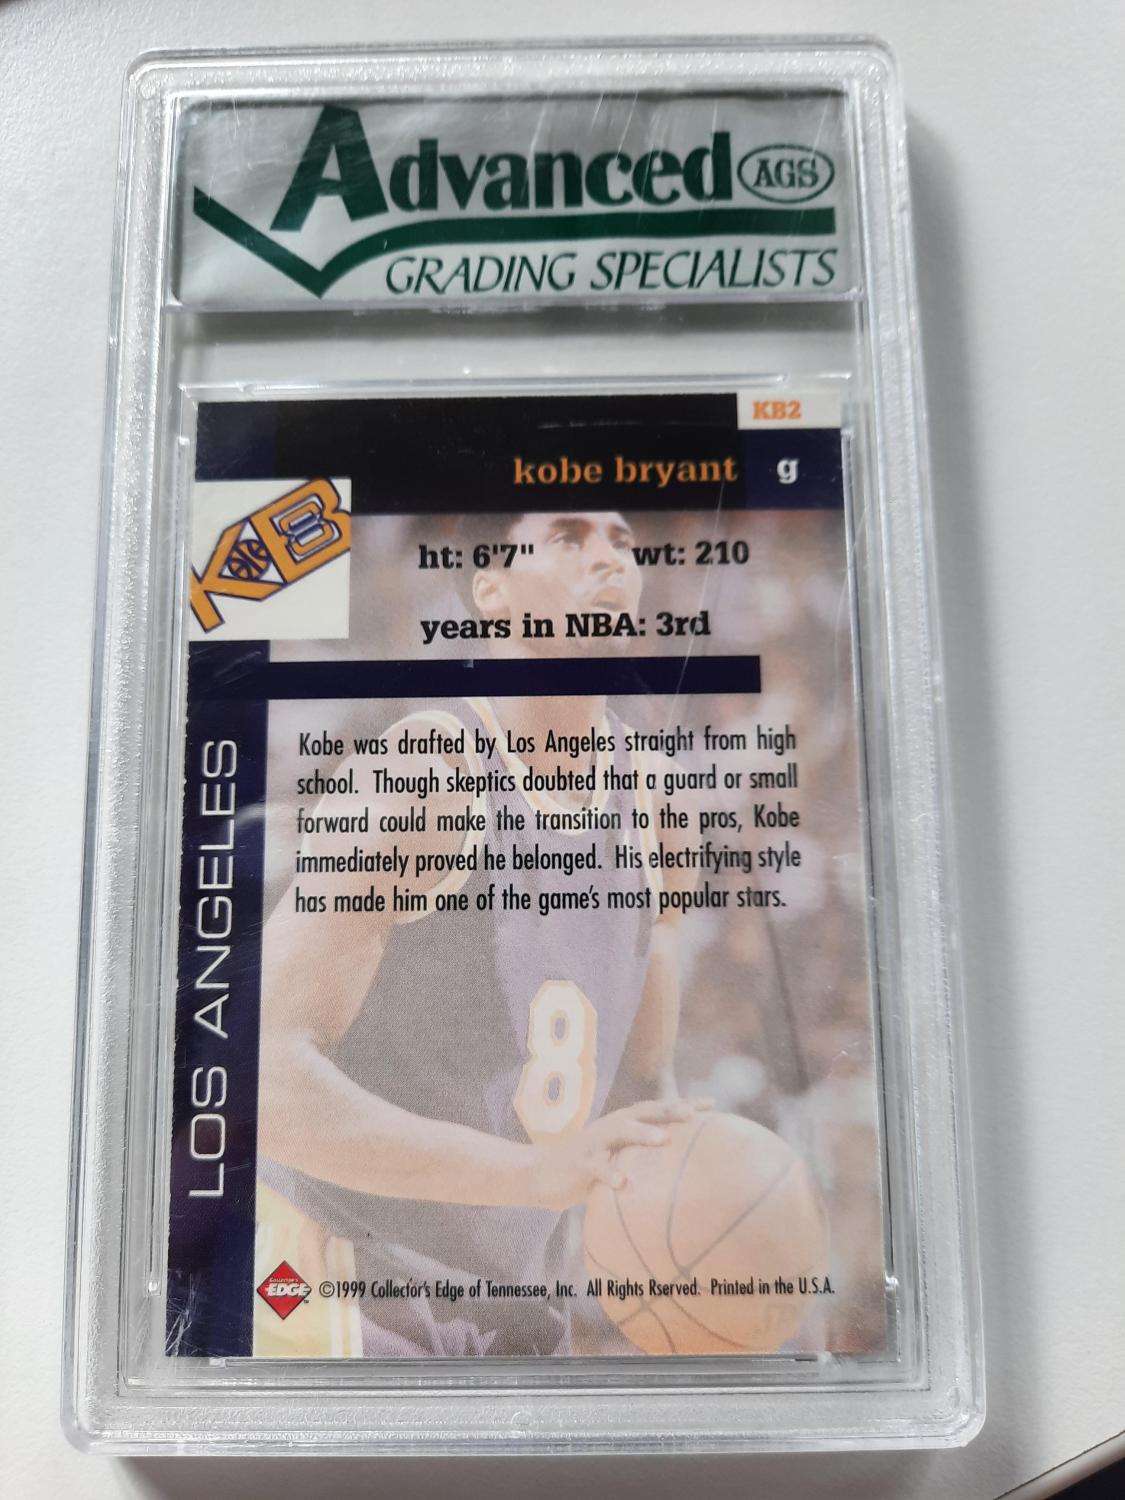 Advanced AGS
GRADING SPECIALISTS
KB2
kobe bryant g
KB8
ht: 6'7" wt: 210
years in NBA: 3rd
LOS ANGELES
Kobe was drafted by Los Angeles straight from high
school. Though skeptics doubted that a guard or small
forward could make the transition to the pros, Kobe
immediately proved he belonged. His electrifying style
has made him one of the game's most popular stars.
8
COLLECTOR'S
EDGE
©1999 Collector's Edge of Tennessee, Inc. All Rights Rserved. Printed in the U.S.A.